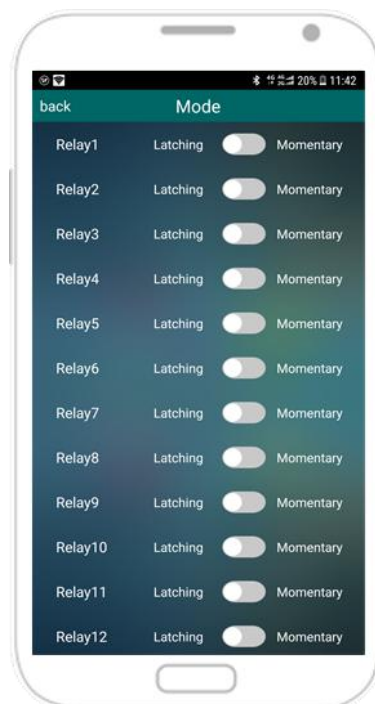 20% 11:42
back Mode
Relay1 Latching Momentary
Relay2 Latching Momentary
Relay3 Latching Momentary
Relay4 Latching Momentary
Relay5 Latching Momentary
Relay6 Latching Momentary
Relay7 Latching Momentary
Relay8 Latching Momentary
Relay9 Latching Momentary
Relay10 Latching Momentary
Relay11 Latching Momentary
Relay12 Latching Momentary